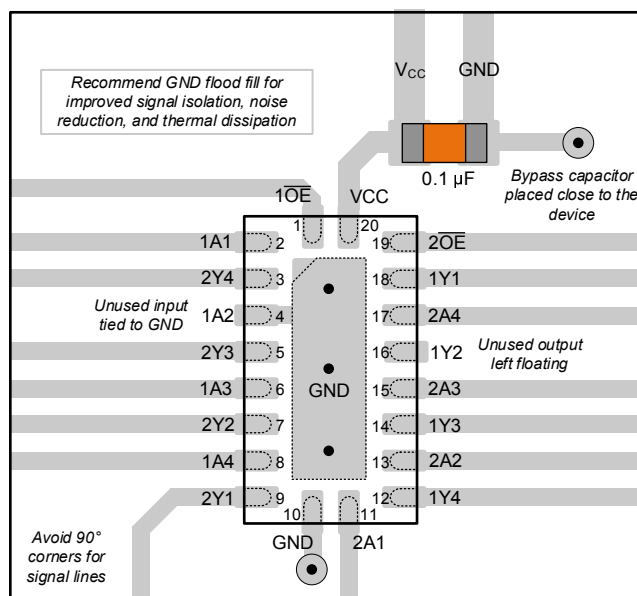 Recommend GND flood fill for
improved signal isolation, noise
reduction, and thermal dissipation
VCC GND
0.1 µF
Bypass capacitor
placed close to the
device
1OE VCC
1 20
1A1 2 19 2OE
2Y4 3 18 1Y1
Unused input
tied to GND
1A2 4 17 2A4
2Y3 5 16 1Y2
Unused output
left floating
1A3 6 GND 15 2A3
2Y2 7 14 1Y3
1A4 8 13 2A2
2Y1 9 12 1Y4
10 11
GND 2A1
Avoid 90°
corners for
signal lines